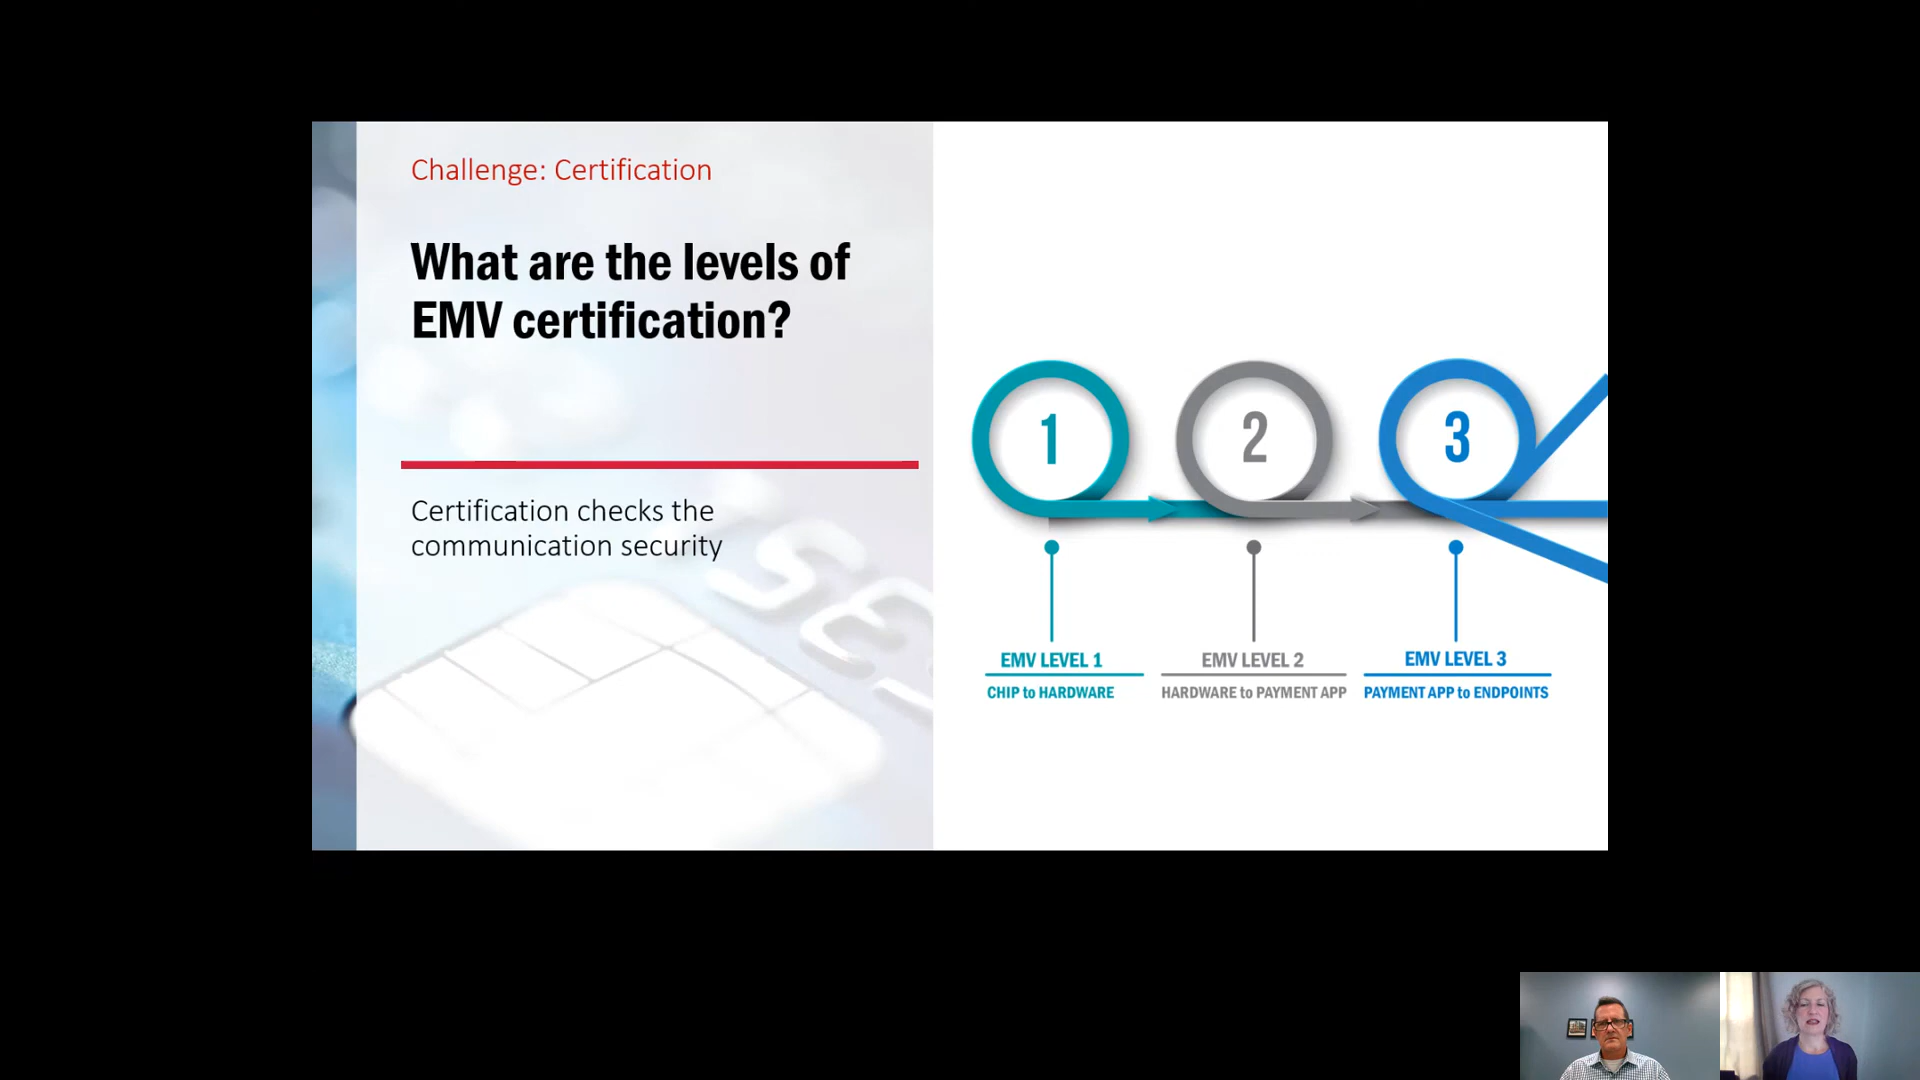 Challenge: Certification
What are the levels of
EMV certification?
Certification checks the
communication security
1
2
3
EMV LEVEL 1
CHIP to HARDWARE
EMV LEVEL 2
HARDWARE to PAYMENT APP
EMV LEVEL 3
PAYMENT APP to ENDPOINTS